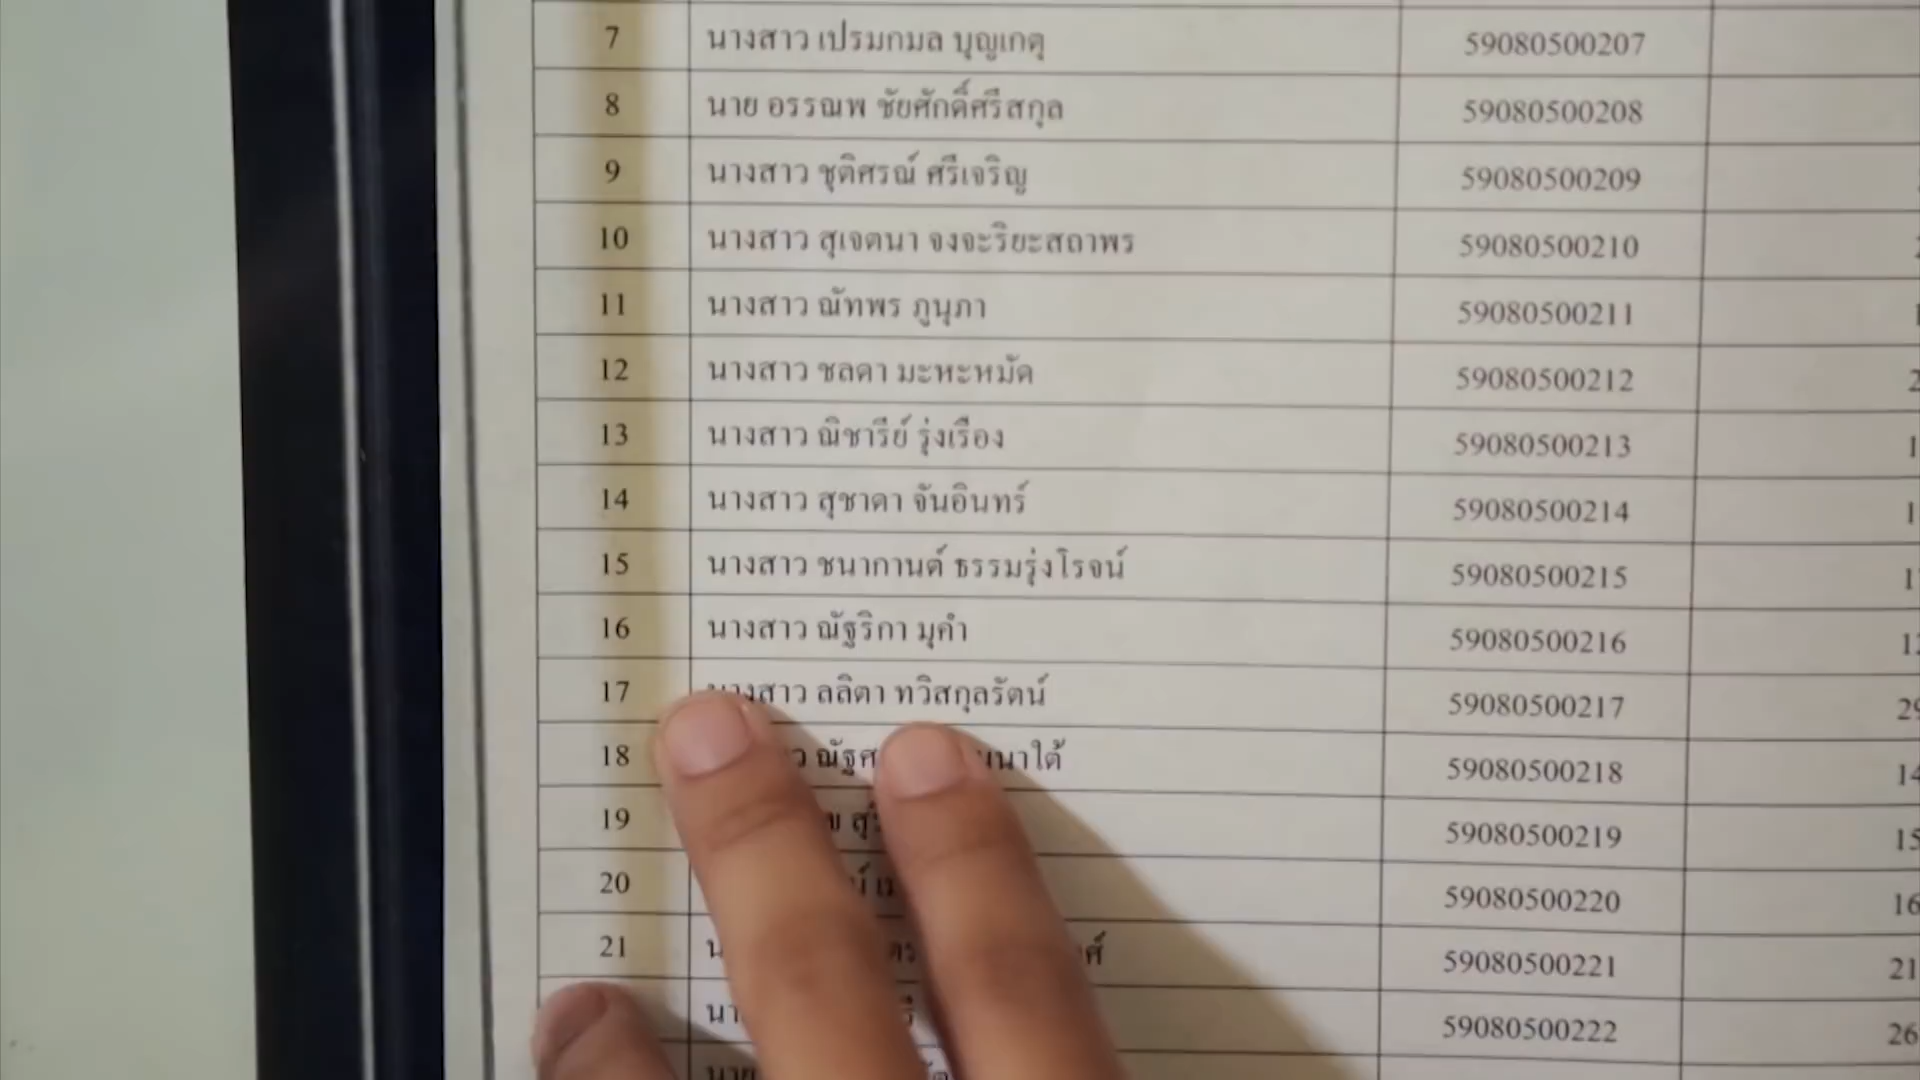 7 นางสาว เปรมกมล บุญเกตุ 59080500207
8 นาย อรรณพ ชัยศักดิ์ศรีสกุล 59080500208
9 นางสาว ชุติศรณ์ ศรีเจริญ 59080500209
10 นางสาว สุเจตนา จงจะริยะสถาพร 59080500210
11 นางสาว ณัทพร ภูนุภา 59080500211
12 นางสาว ชลดา มะหะหมัด 59080500212
13 นางสาว ณิชารีย์ รุ่งเรือง 59080500213
14 นางสาว สุชาดา จันอินทร์ 59080500214
15 นางสาว ชนากานต์ ธรรมรุ่งโรจน์ 59080500215
16 นางสาว ณัฐริกา มุคำ 59080500216
17 นางสาว ลลิตา ทวิสกุลรัตน์ 59080500217
18 59080500218
19 59080500219
20 59080500220
21 59080500221
59080500222